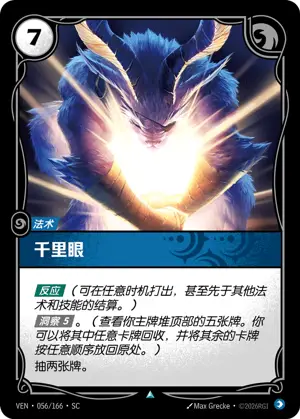 7
法术
千里眼
反应 （可在任意时机打出，甚至先于其他法
术和技能的结算。）
洞察 5 。（查看你主牌堆顶部的五张牌。你
可以将其中任意卡牌回收，并将其余的卡牌
按任意顺序放回原处。）
抽两张牌。
VEN · 056/166 · SC
Max Grecke · ©2026RGI